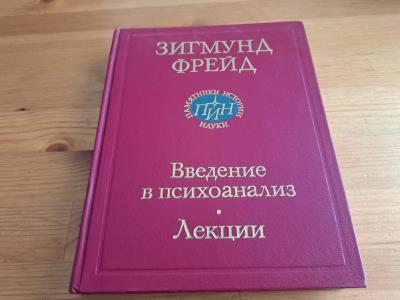 ЗИГМУНД
ФРЕЙД
ПАМЯТНИКИ ИСТОРИИ
ПИН
НАУКИ
Введение
в психоанализ
•
Лекции